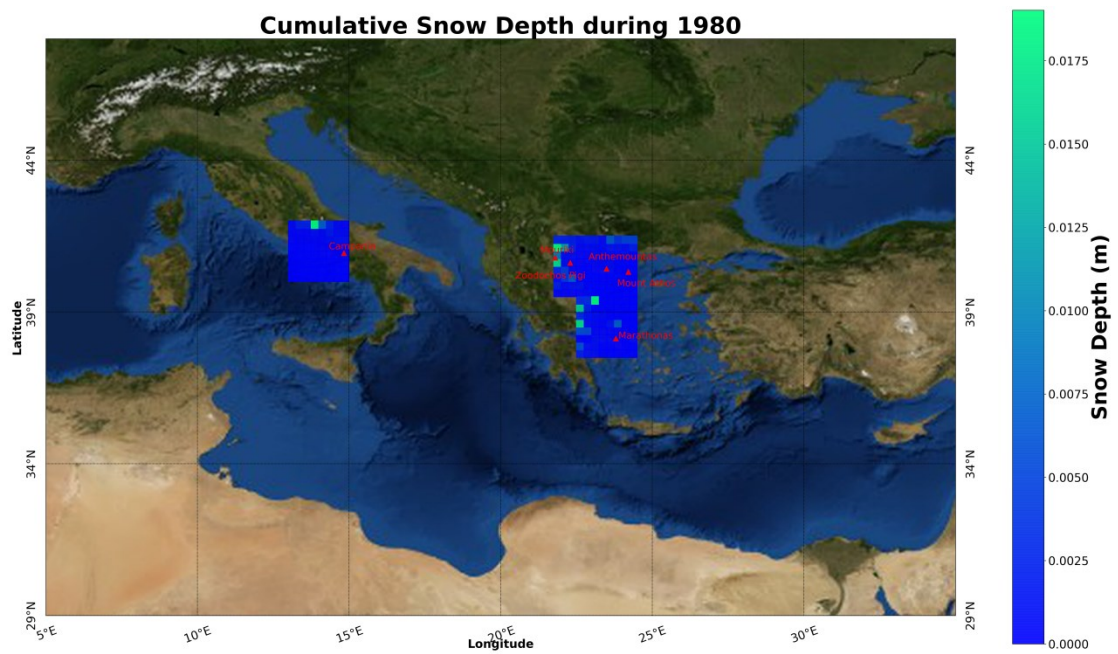 Cumulative Snow Depth during 1980
0.0175
0.0150
0.0125
0.0100
0.0075
0.0050
0.0025
0.0000
Snow Depth (m)
44°N
39°N
34°N
29°N
Latitude
44°N
39°N
34°N
29°N
Anthemountas
Mount Athos
Marathonas
5°E
10°E
15°E
20°E
25°E
30°E
Longitude